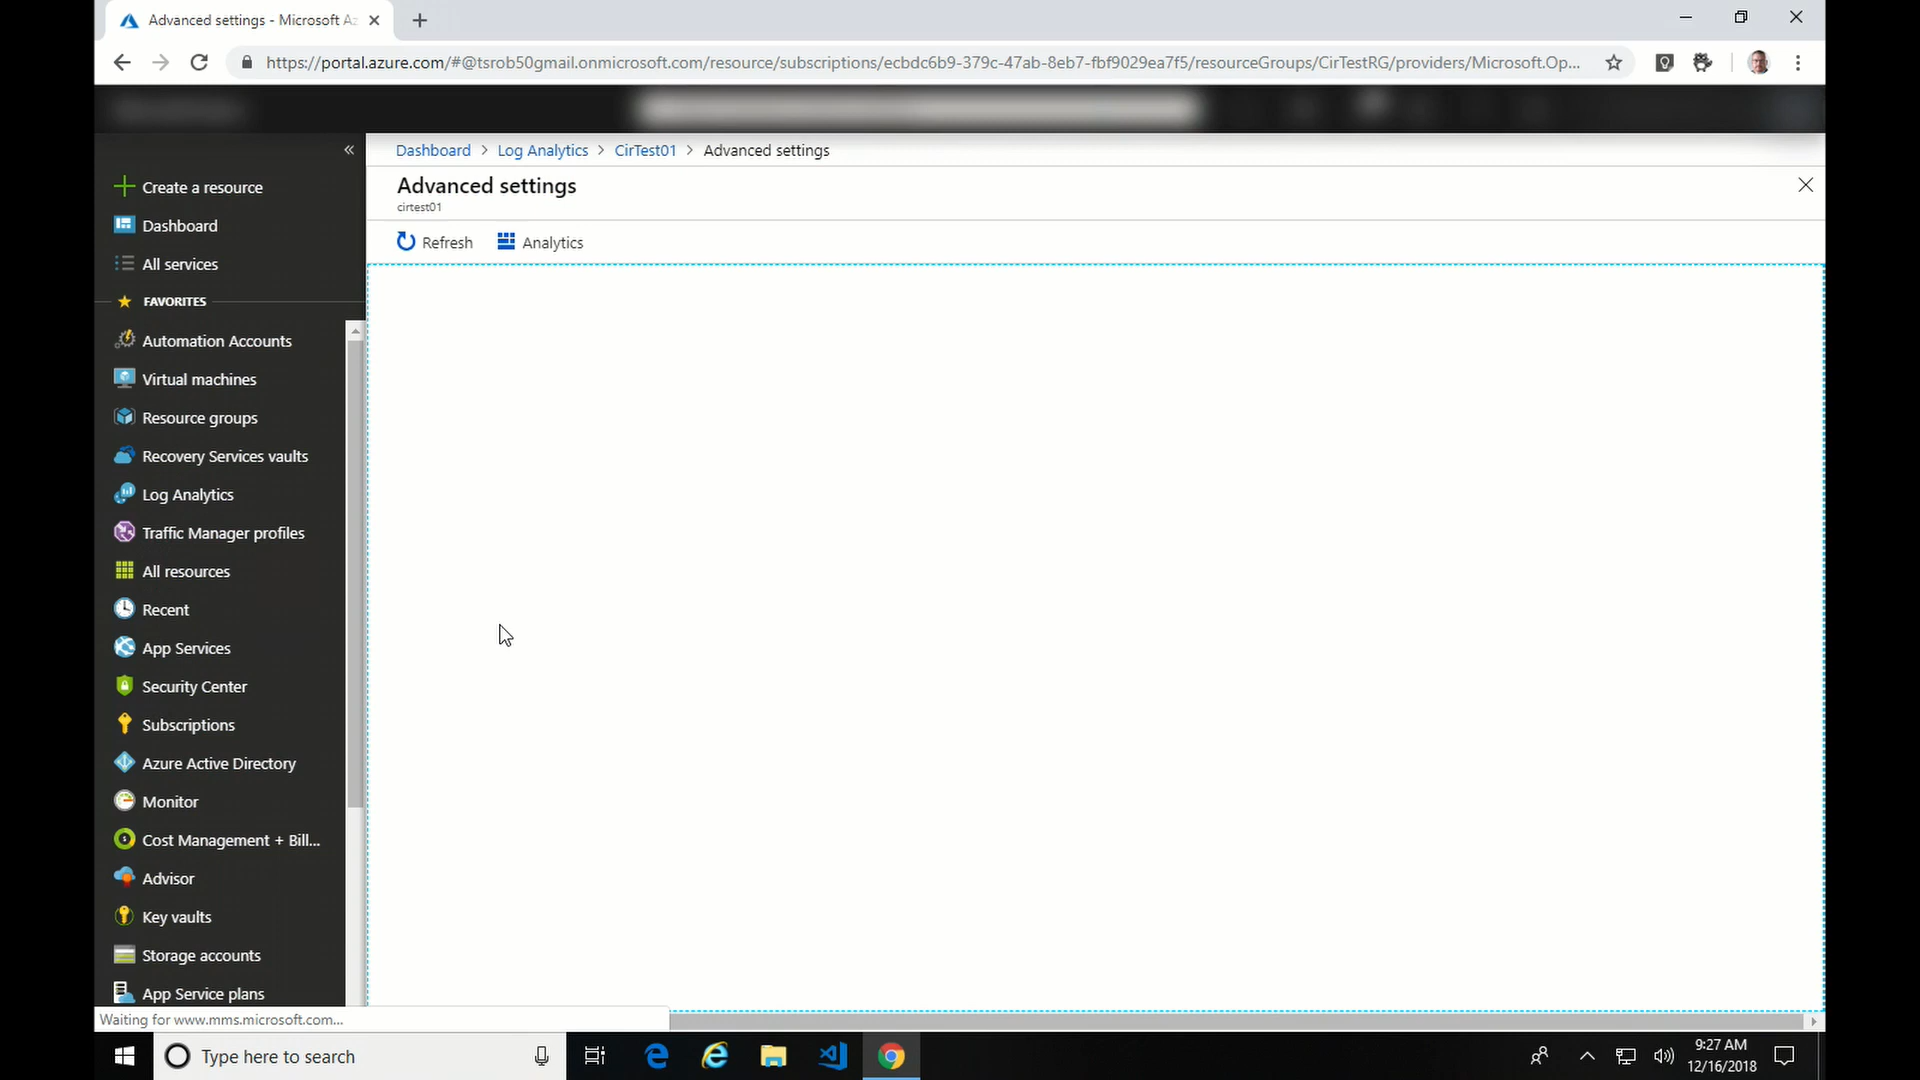 Advanced settings - Microsoft Az
https://portal.azure.com/#@tsrob50gmail.onmicrosoft.com/resource/subscriptions/ecbdc6b9-379c-47ab-8eb7-fbf9029ea7f5/resourceGroups/CirTestRG/providers/Microsoft.Op...
Dashboard > Log Analytics > CirTest01 > Advanced settings
Advanced settings
cirtest01
Refresh
Analytics
Create a resource
Dashboard
All services
FAVORITES
Automation Accounts
Virtual machines
Resource groups
Recovery Services vaults
Log Analytics
Traffic Manager profiles
All resources
Recent
App Services
Security Center
Subscriptions
Azure Active Directory
Monitor
Cost Management + Bill...
Advisor
Key vaults
Storage accounts
App Service plans
Waiting for www.mms.microsoft.com...
Type here to search
9:27 AM
12/16/2018